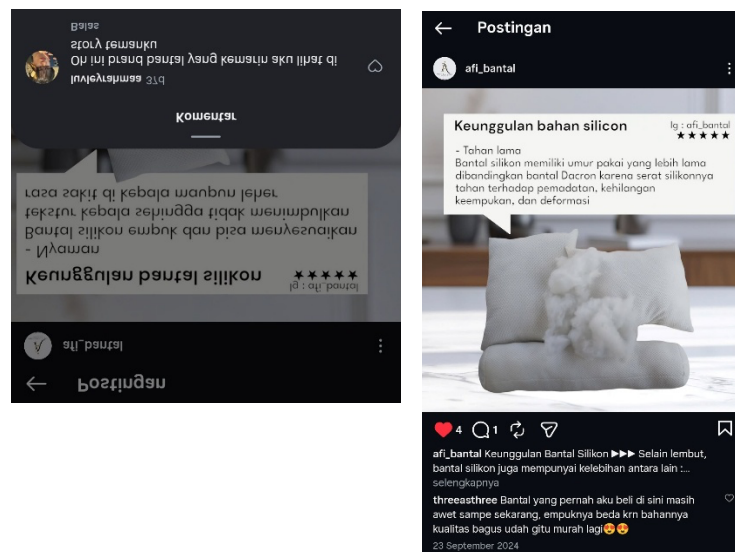 Postingan
afi_bantal
Keunggulan bantal silikon
Ig : afi_bantal
★★★★★
- Nyaman
Bantal silikon empuk dan bisa menyesuaikan
tekstur kepala sehingga tidak menimbulkan
rasa sakit di kepala maupun leher
Komentar
luvleyrahmaa 37d
Oh ini brand bantal yang kemarin aku lihat di
story temanku
Balas
Postingan
afi_bantal
Keunggulan bahan silicon
Ig : afi_bantal
★★★★★
- Tahan lama
Bantal silikon memiliki umur pakai yang lebih lama
dibandingkan bantal Dacron karena serat silikonnya
tahan terhadap pemadatan, kehilangan
keempukan, dan deformasi
4 1
afi_bantal Keunggulan Bantal Silikon ▶▶▶ Selain lembut,
bantal silikon juga mempunyai kelebihan antara lain :...
selengkapnya
threeasthree Bantal yang pernah aku beli di sini masih
awet sampe sekarang, empuknya beda krn bahannya
kualitas bagus udah gitu murah lagi😍😍
23 September 2024